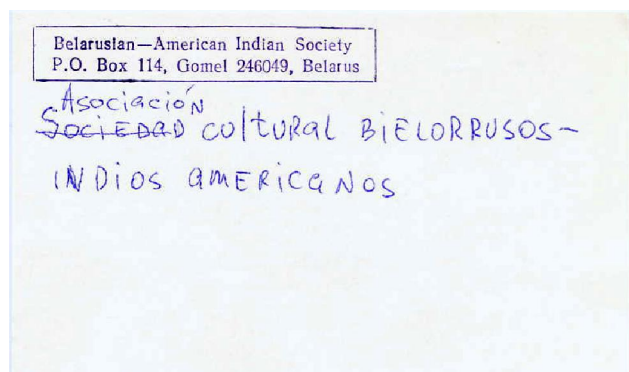 Belarusian—American Indian Society
P.O. Box 114, Gomel 246049, Belarus
Asociación
SOCIEDAD CULTURAL BIELORRUSOS-
INDIOS AMERICANOS